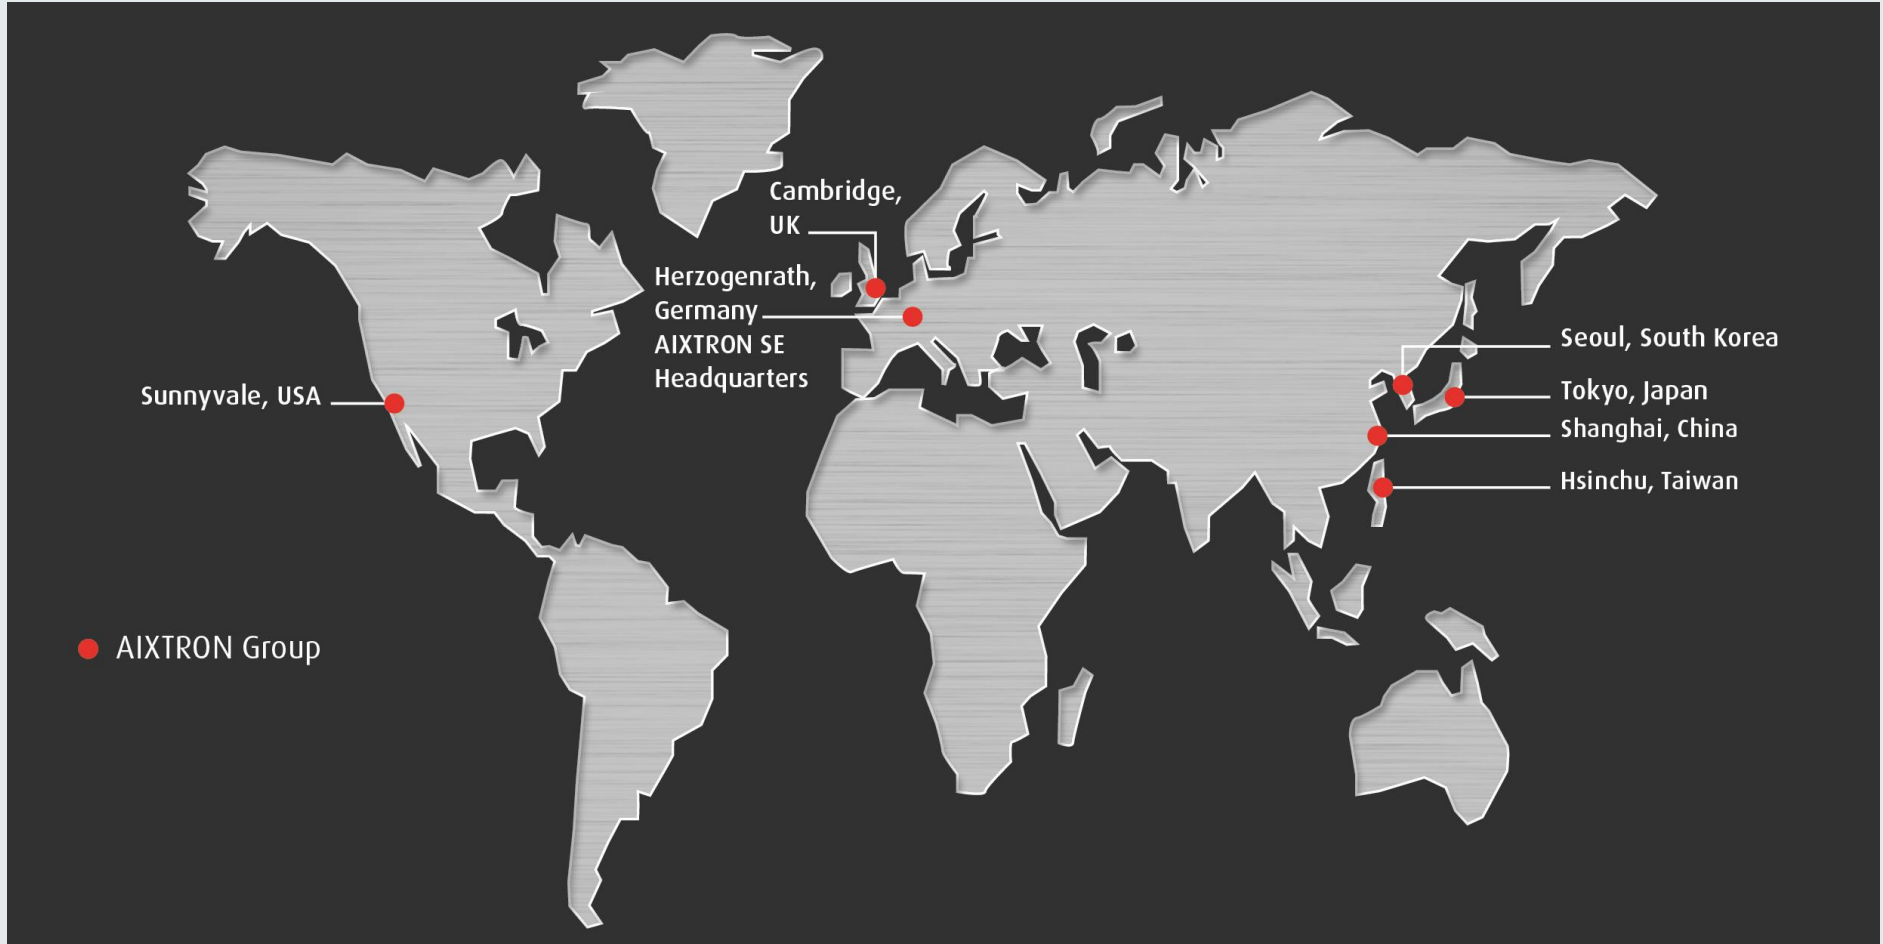 Cambridge,
UK
Herzogenrath,
Germany
AIXTRON SE
Headquarters
Sunnyvale, USA
Seoul, South Korea
Tokyo, Japan
Shanghai, China
Hsinchu, Taiwan
AIXTRON Group